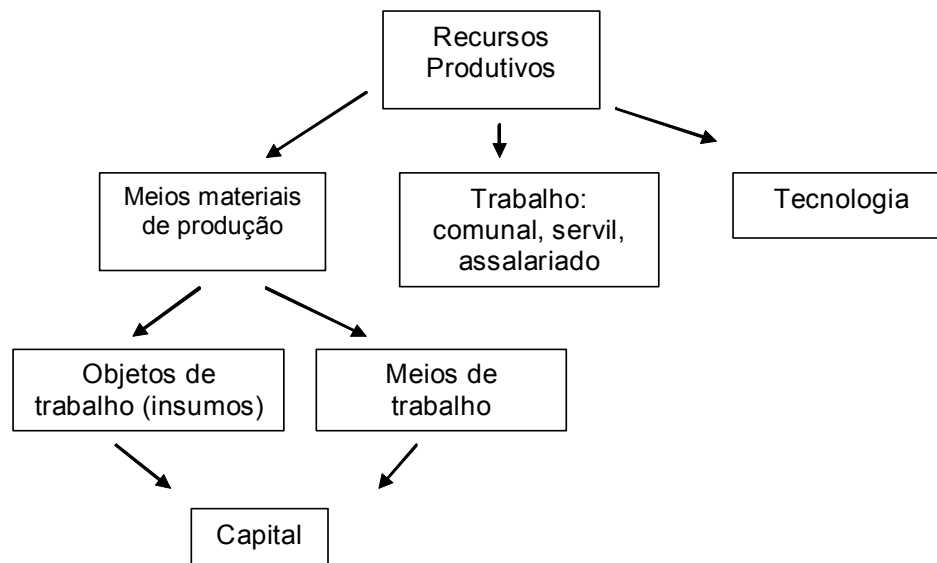 Recursos
Produtivos
Meios materiais
de produção
Trabalho:
comunal, servil,
assalariado
Tecnologia
Objetos de
trabalho (insumos)
Meios de
trabalho
Capital